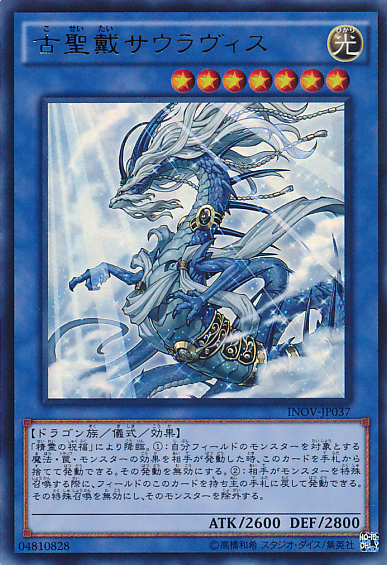 古聖戴サウラヴィス
光
INOV-JP037
【ドラゴン族／儀式／効果】
「精霊の祝福」により降臨。①：自分フィールドのモンスターを対象とする
魔法・罠・モンスターの効果を相手が発動した時、このカードを手札から
捨てて発動できる。その発動を無効にする。②：相手がモンスターを特殊
召喚する際に、フィールドのこのカードを持ち主の手札に戻して発動できる。
その特殊召喚を無効にし、そのモンスターを除外する。
ATK/2600 DEF/2800
04810828
©高橋和希 スタジオ・ダイス/集英社